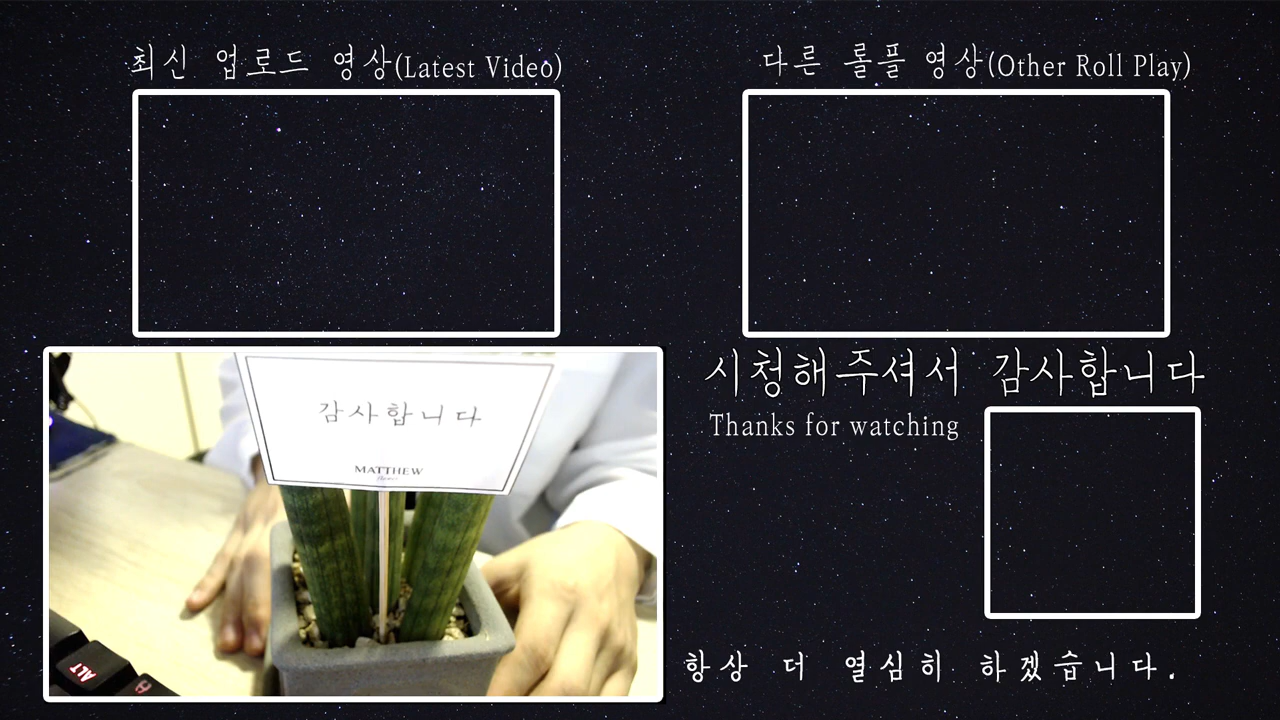 최신 업로드 영상(Latest Video)
다른 롤플 영상(Other Roll Play)
감사합니다
MATTHEW
시청해주셔서 감사합니다
Thanks for watching
ALT
항상 더 열심히 하겠습니다.